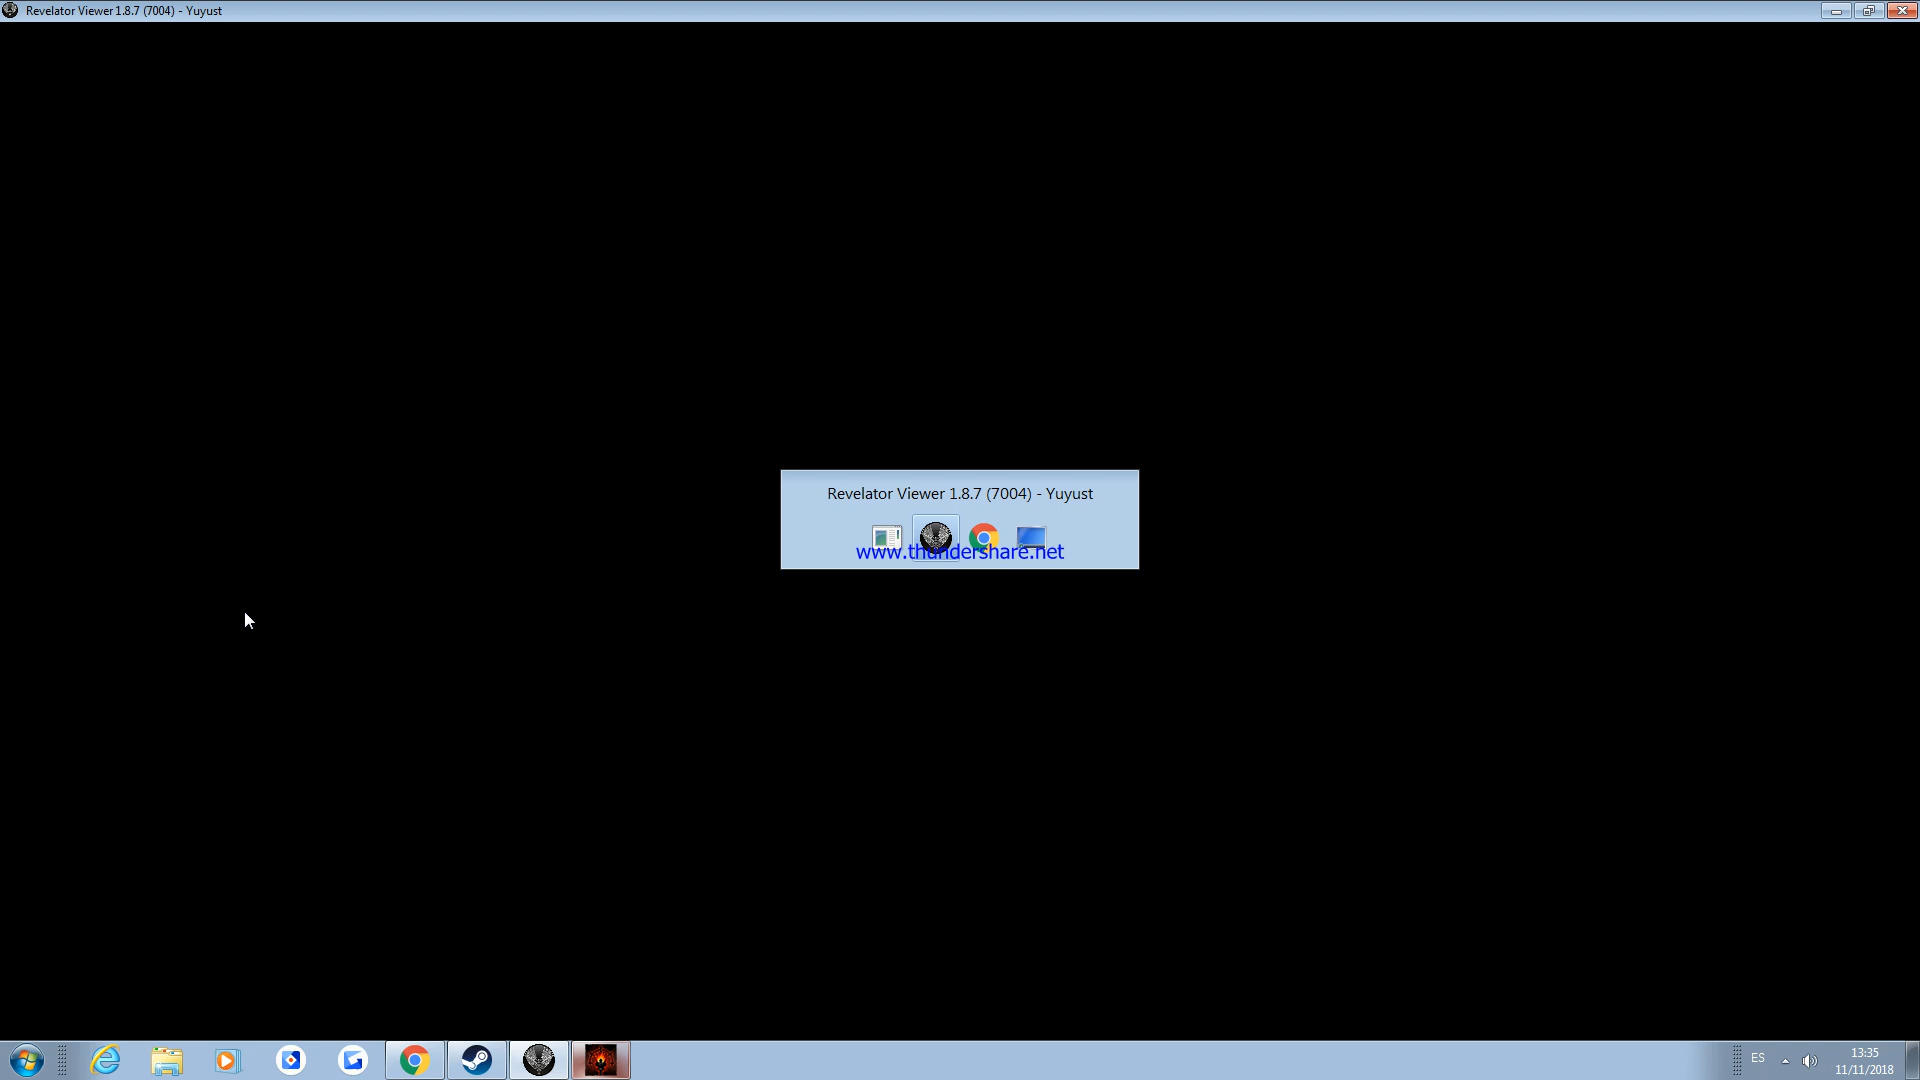 Revelator Viewer 1.8.7 (7004) - Yuyust
Revelator Viewer 1.8.7 (7004) - Yuyust
www.thundershare.net
ES
13:35
11/11/2018